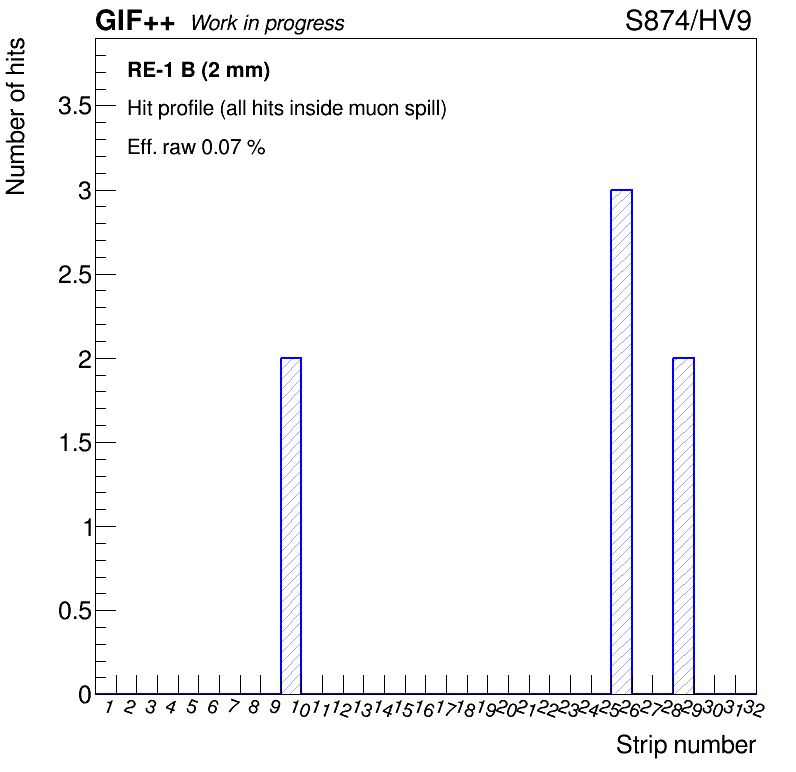 GIF++ Work in progress S874/HV9
Number of hits
RE-1 B (2 mm)
Hit profile (all hits inside muon spill)
Eff. raw 0.07 %
3.5
3
2.5
2
1.5
1
0.5
0
1 2 3 4 5 6 7 8 9 10 11 12 13 14 15 16 17 18 19 20 21 22 23 24 25 26 27 28 29 30 31 32
Strip number